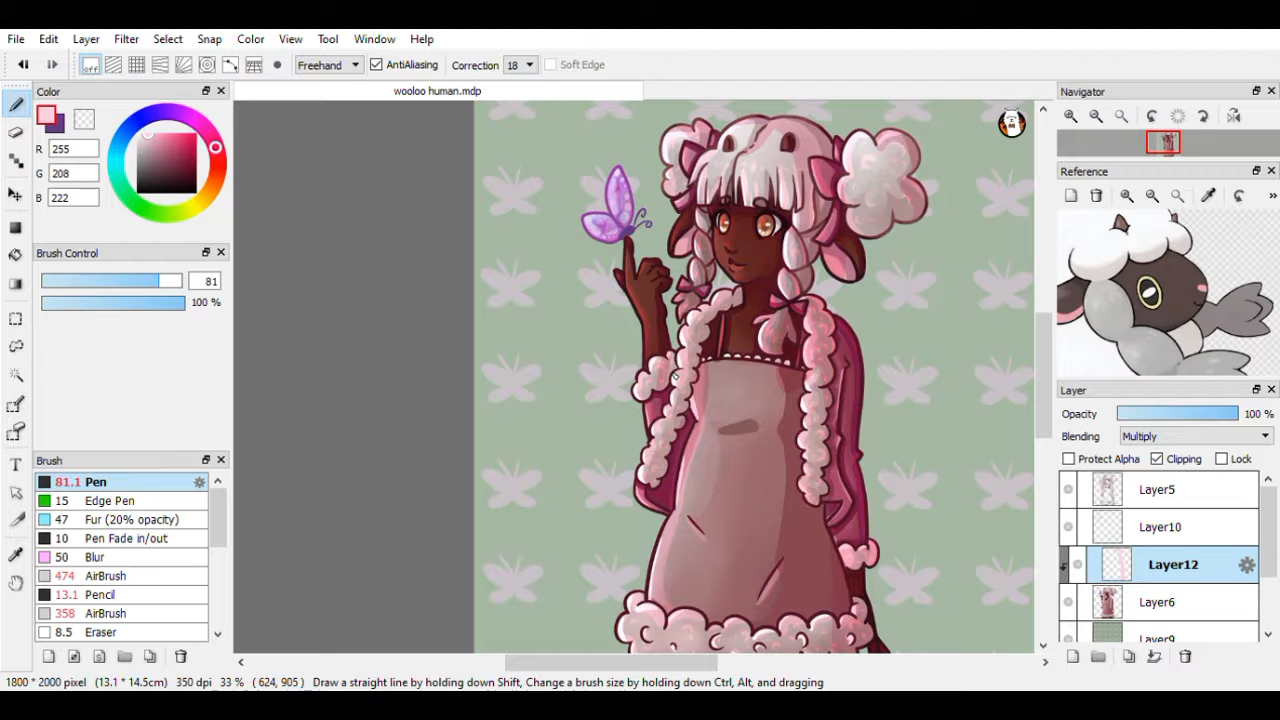 File Edit Layer Filter Select Snap Color View Tool Window Help
off Freehand AntiAliasing Correction 18 Soft Edge
Color
wooloo human.mdp
Navigator
R 255
G 208
B 222
Reference
Brush Control
81
100 %
Layer
Opacity 100 %
Blending Multiply
Protect Alpha Clipping Lock
Brush
81.1 Pen
15 Edge Pen
47 Fur (20% opacity)
10 Pen Fade in/out
50 Blur
474 AirBrush
13.1 Pencil
358 AirBrush
8.5 Eraser
Layer5
Layer10
Layer12
Layer6
Layer9
1800 * 2000 pixel (13.1 * 14.5cm) 350 dpi 33 % ( 624, 905) Draw a straight line by holding down Shift, Change a brush size by holding down Ctrl, Alt, and dragging